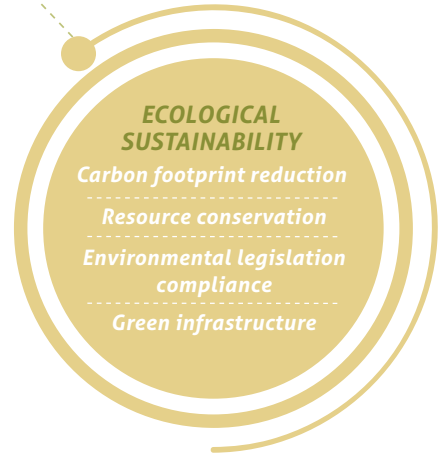 ECOLOGICAL
SUSTAINABILITY
Carbon footprint reduction
Resource conservation
Environmental legislation
compliance
Green infrastructure